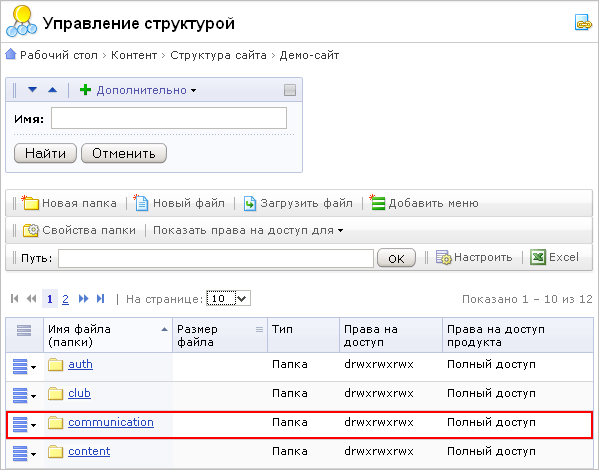 Управление структурой
Рабочий стол › Контент › Структура сайта › Демо-сайт
Дополнительно
Имя:
Найти Отменить
Новая папка Новый файл Загрузить файл Добавить меню
Свойства папки Показать права на доступ для
Путь: OK Настроить Excel
1 2 На странице: 10 Показано 1 – 10 из 12
Имя файла (папки) Размер файла Тип Права на доступ Права на доступ продукта
auth Папка drwxrwxrwx Полный доступ
club Папка drwxrwxrwx Полный доступ
communication Папка drwxrwxrwx Полный доступ
content Папка drwxrwxrwx Полный доступ